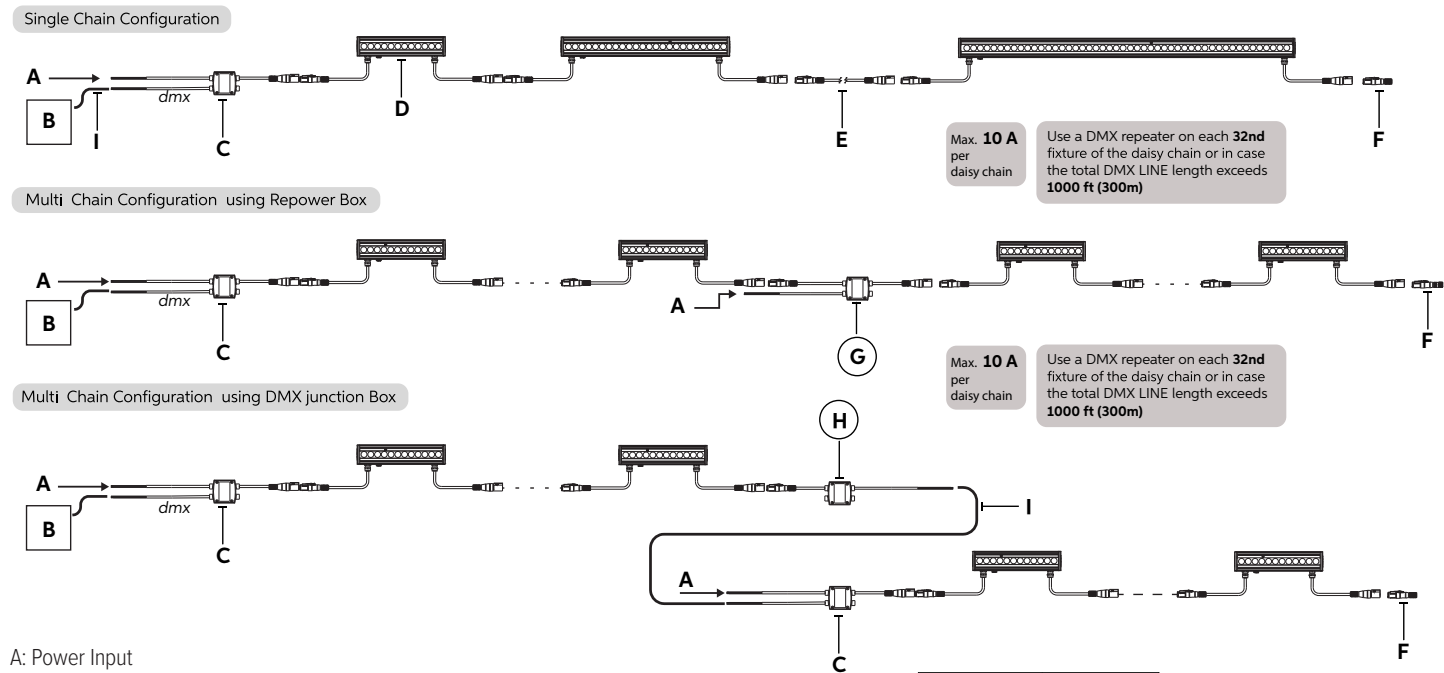 Single Chain Configuration
A
B
I
dmx
C
D
E
F
Max. 10 A
per
daisy chain
Use a DMX repeater on each 32nd
fixture of the daisy chain or in case
the total DMX LINE length exceeds
1000 ft (300m)
Multi Chain Configuration using Repower Box
A
B
dmx
C
A
G
F
Max. 10 A
per
daisy chain
Use a DMX repeater on each 32nd
fixture of the daisy chain or in case
the total DMX LINE length exceeds
1000 ft (300m)
Multi Chain Configuration using DMX junction Box
A
B
dmx
C
H
I
A
C
F
A: Power Input